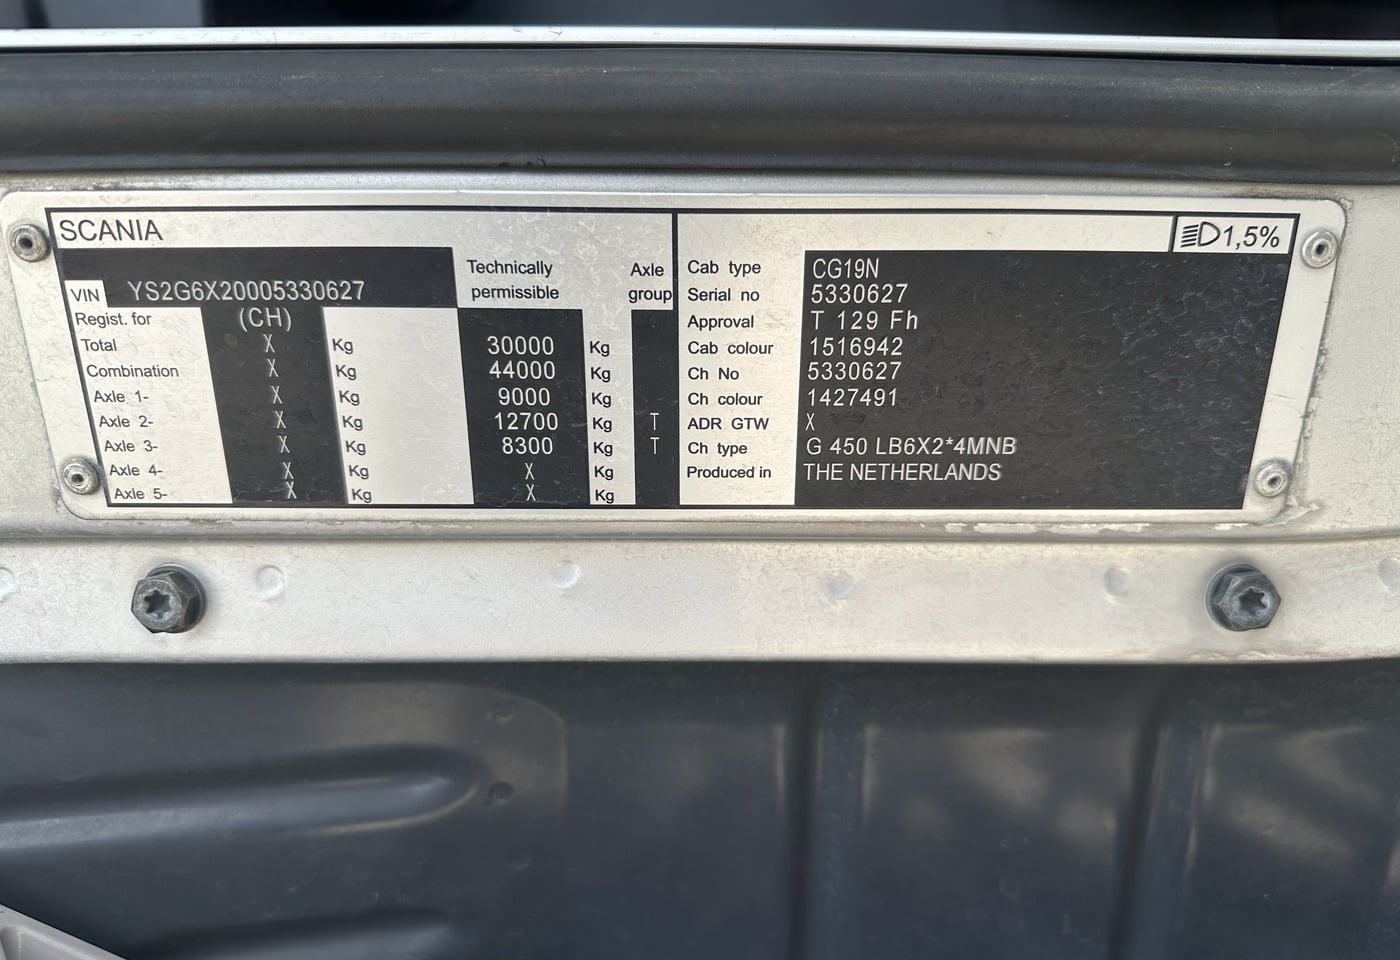 SCANIA
1,5%
VIN YS2G6X20005330627
Technically permissible
Axle group
Regist. for (CH)
Total X Kg 30000 Kg
Combination X Kg 44000 Kg
Axle 1- X Kg 9000 Kg
Axle 2- X Kg 12700 Kg T
Axle 3- X Kg 8300 Kg T
Axle 4- X Kg X Kg
Axle 5- X Kg X Kg
Cab type CG19N
Serial no 5330627
Approval T 129 Fh
Cab colour 1516942
Ch No 5330627
Ch colour 1427491
ADR GTW X
Ch type G 450 LB6X2*4MNB
Produced in THE NETHERLANDS